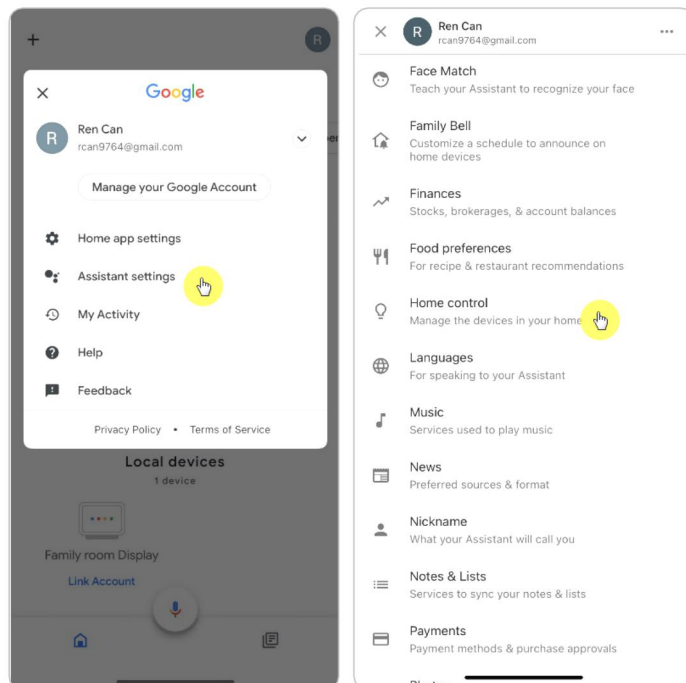 R
Google
R
Ren Can
rcan9764@gmail.com
Manage your Google Account
Home app settings
Assistant settings
My Activity
Help
Feedback
Privacy Policy • Terms of Service
Local devices
1 device
Family room Display
Link Account
R
Ren Can
rcan9764@gmail.com
Face Match
Teach your Assistant to recognize your face
Family Bell
Customize a schedule to announce on
home devices
Finances
Stocks, brokerages, & account balances
Food preferences
For recipe & restaurant recommendations
Home control
Manage the devices in your home
Languages
For speaking to your Assistant
Music
Services used to play music
News
Preferred sources & format
Nickname
What your Assistant will call you
Notes & Lists
Services to sync your notes & lists
Payments
Payment methods & purchase approvals